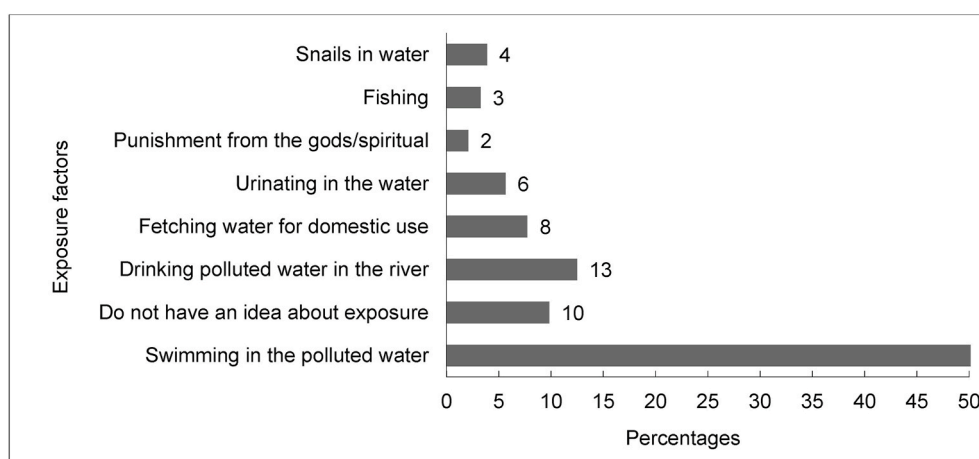 Exposure factors
Snails in water 4
Fishing 3
Punishment from the gods/spiritual 2
Urinating in the water 6
Fetching water for domestic use 8
Drinking polluted water in the river 13
Do not have an idea about exposure 10
Swimming in the polluted water
0 5 10 15 20 25 30 35 40 45 50
Percentages